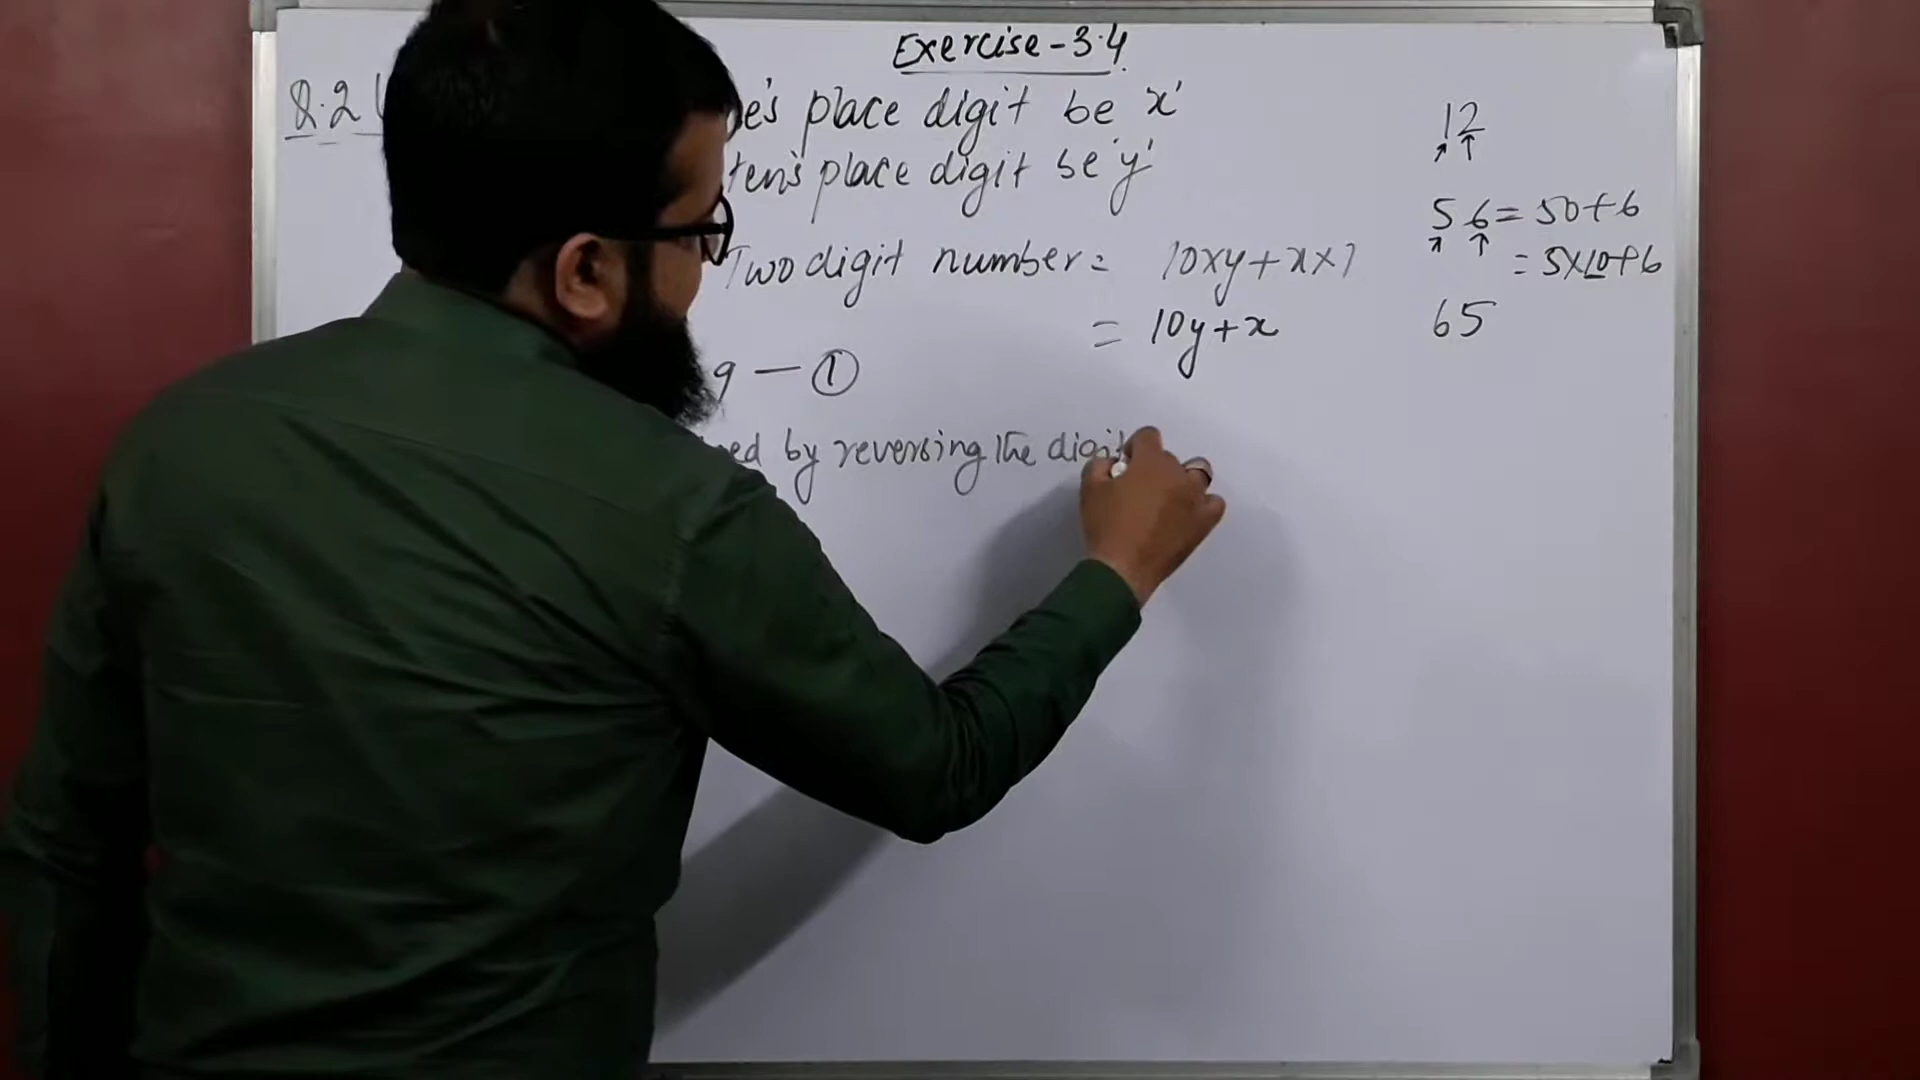 Exercise - 3.4
Q.2 e's place digit be 'x'
ten's place digit be 'y'
Two digit number = 10xy+x×1
= 10y+x
9 — ①
ed by reversing the digit
12
56 = 50+6
= 5×10+6
65